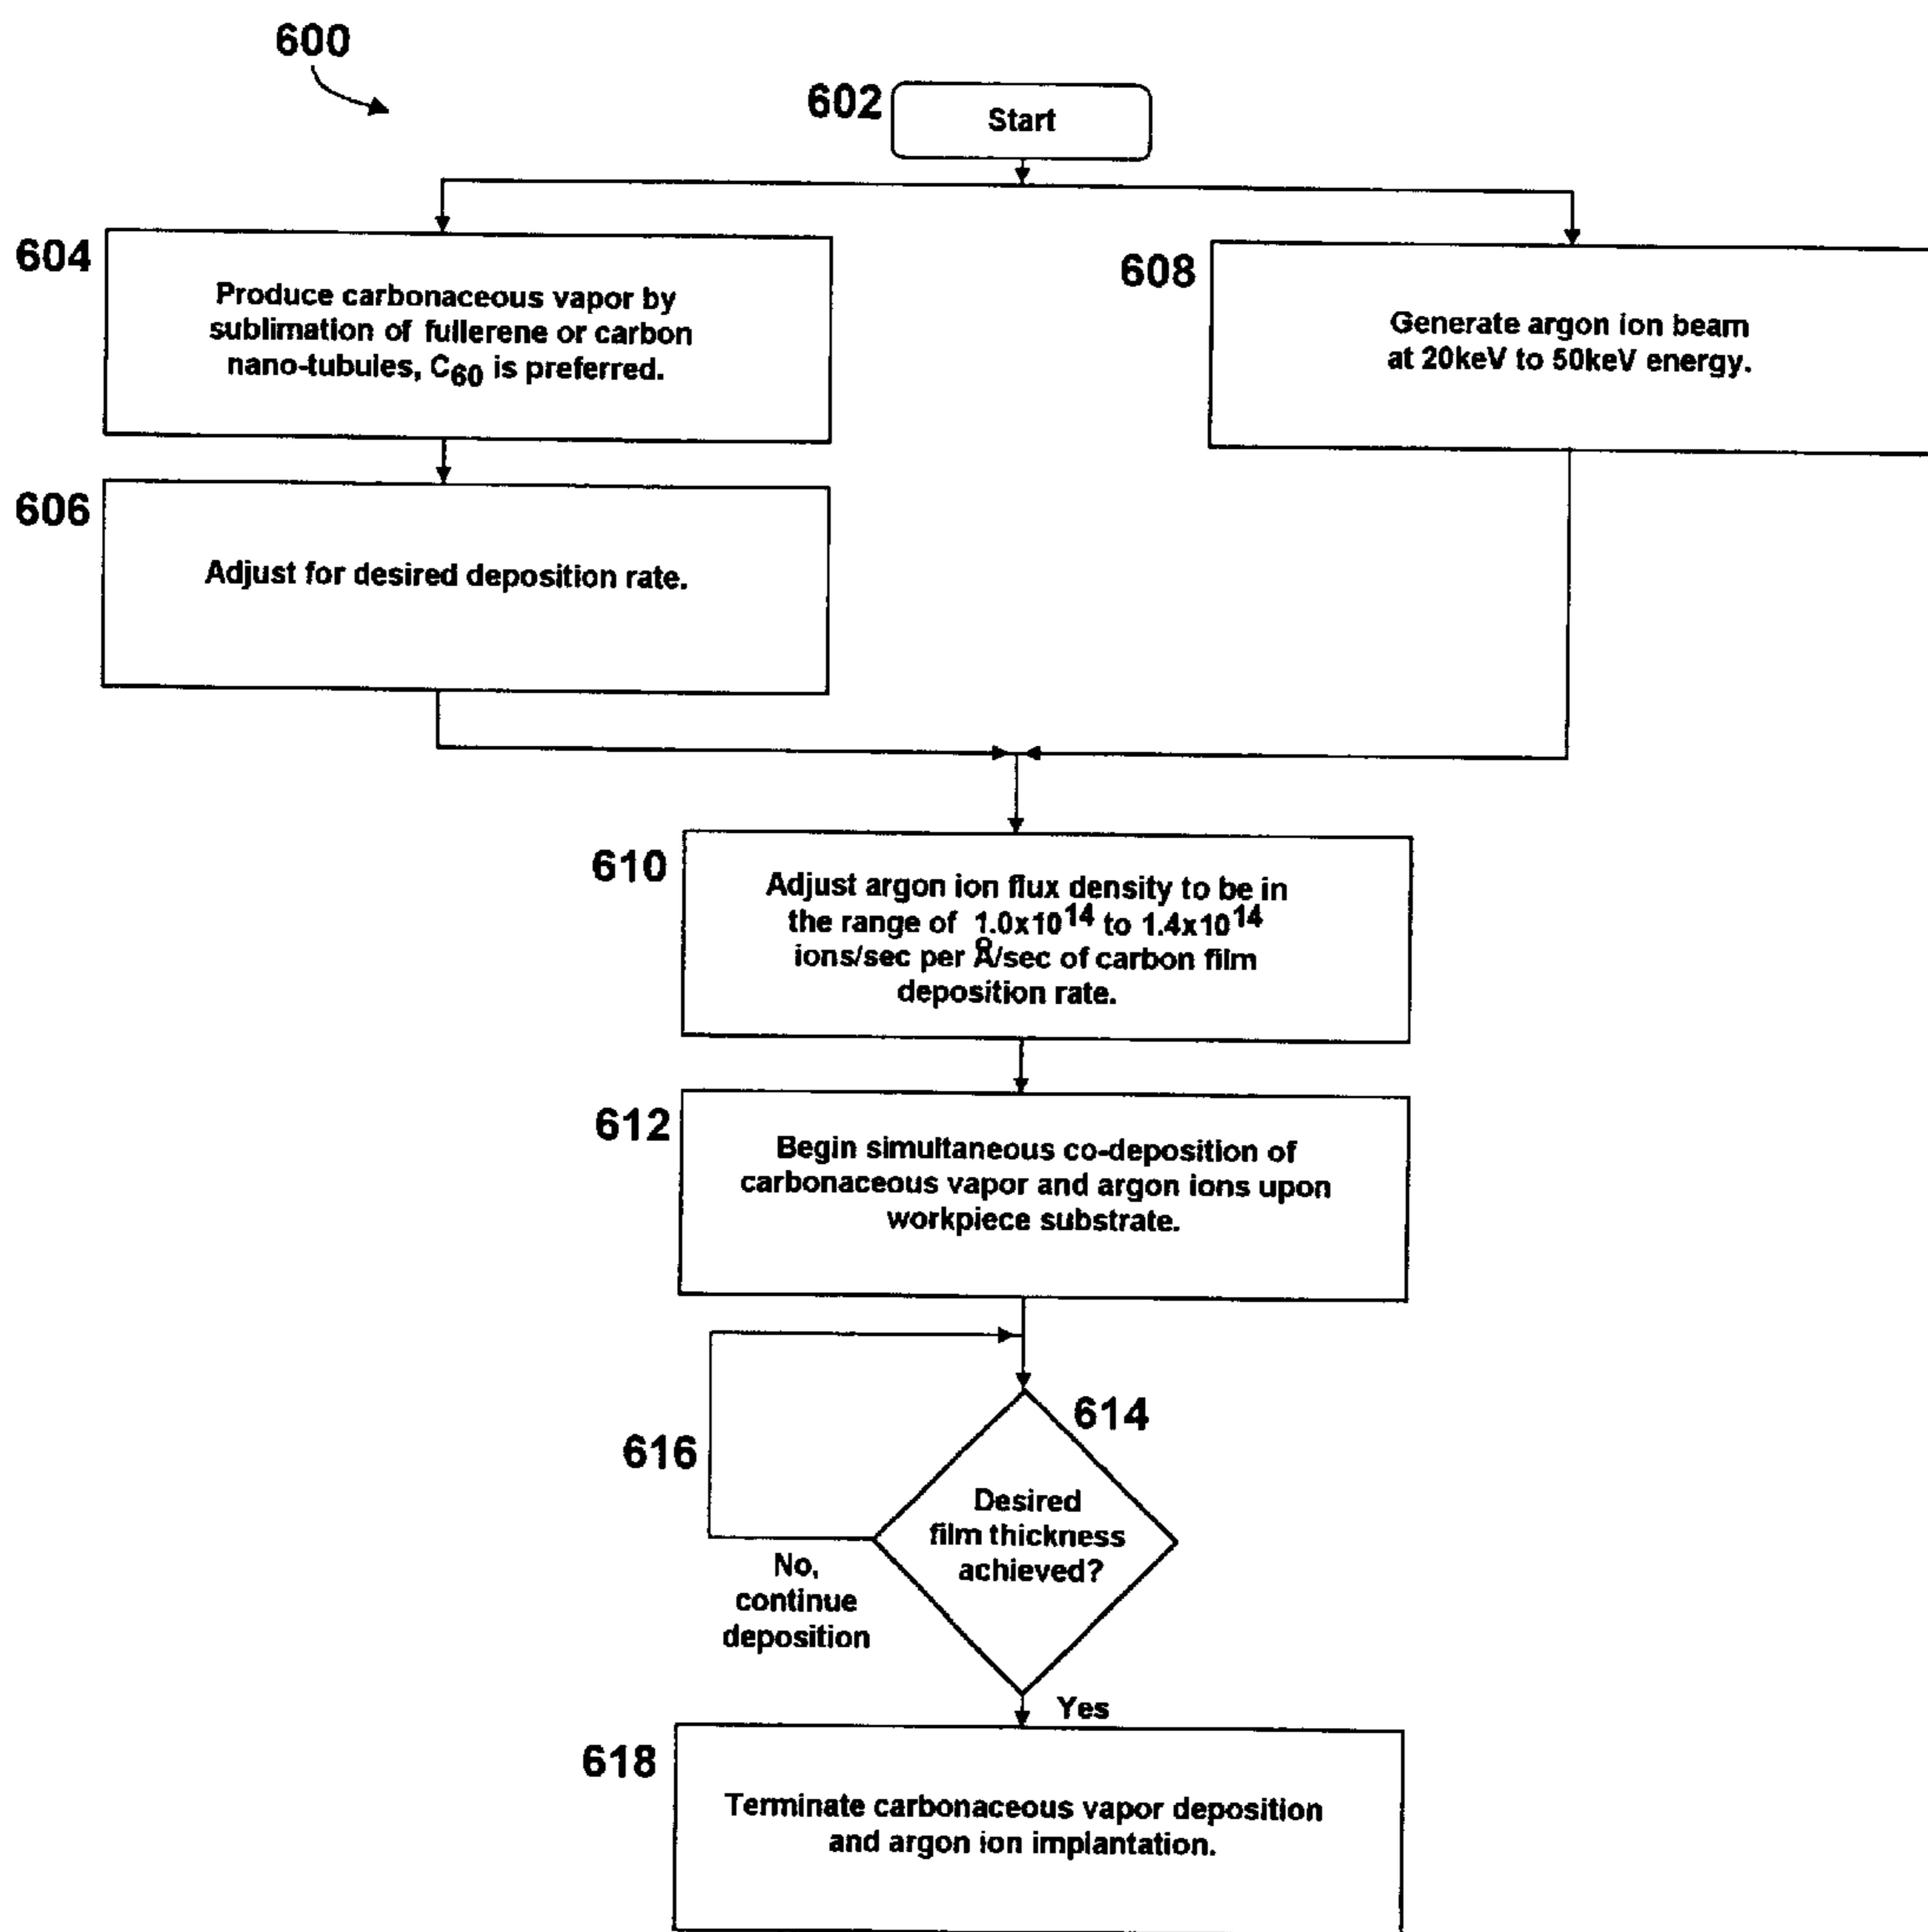 600
602
Start
604
Produce carbonaceous vapor by
sublimation of fullerene or carbon
nano-tubules, C60 is preferred.
608
Generate argon ion beam
at 20keV to 50keV energy.
606
Adjust for desired deposition rate.
610
Adjust argon ion flux density to be in
the range of 1.0x10^14 to 1.4x10^14
ions/sec per Å/sec of carbon film
deposition rate.
612
Begin simultaneous co-deposition of
carbonaceous vapor and argon ions upon
workpiece substrate.
614
616
Desired
film thickness
achieved?
No,
continue
deposition
Yes
618
Terminate carbonaceous vapor deposition
and argon ion implantation.